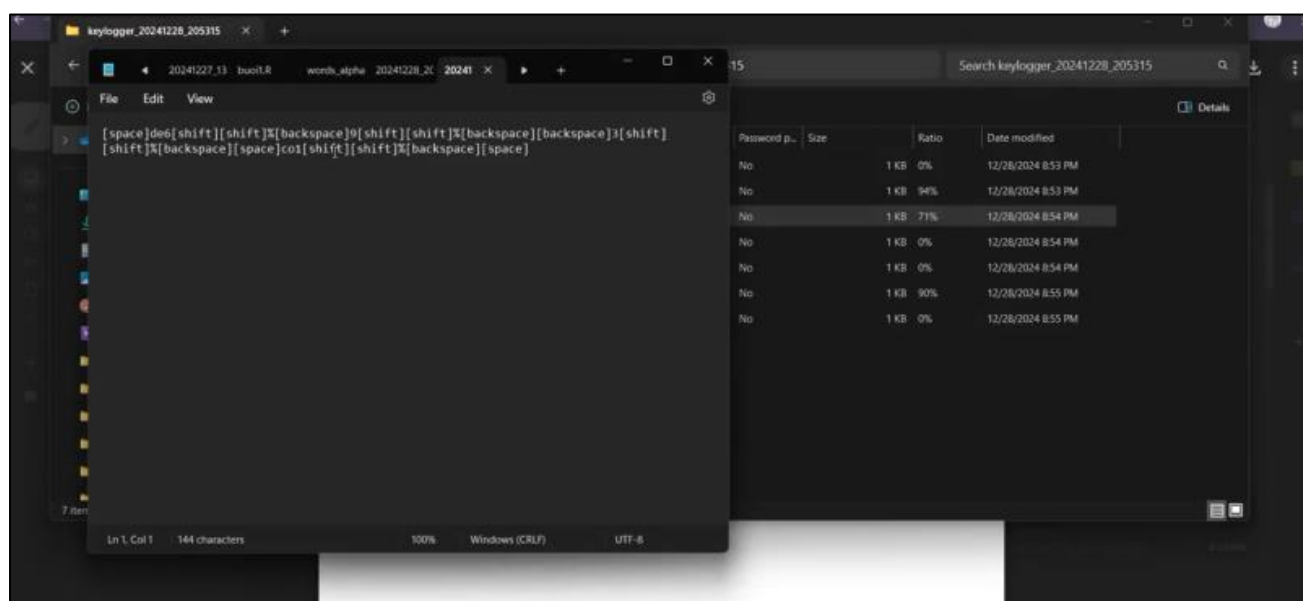 keylogger_20241228_205315
20241227_13
buoi1.R
words_alpha
20241228_20
20241
15
Search keylogger_20241228_205315
File Edit View
Details
[space]de6[shift][shift]%[backspace]9[shift][shift]%[backspace][backspace]3[shift]
[shift]%[backspace][space]co1[shift][shift]%[backspace][space]
Password p... Size Ratio Date modified
No 1 KB 0% 12/28/2024 8:53 PM
No 1 KB 94% 12/28/2024 8:53 PM
No 1 KB 71% 12/28/2024 8:54 PM
No 1 KB 0% 12/28/2024 8:54 PM
No 1 KB 0% 12/28/2024 8:54 PM
No 1 KB 90% 12/28/2024 8:55 PM
No 1 KB 0% 12/28/2024 8:55 PM
7 iten
Ln 1, Col 1 144 characters 100% Windows (CRLF) UTF-8